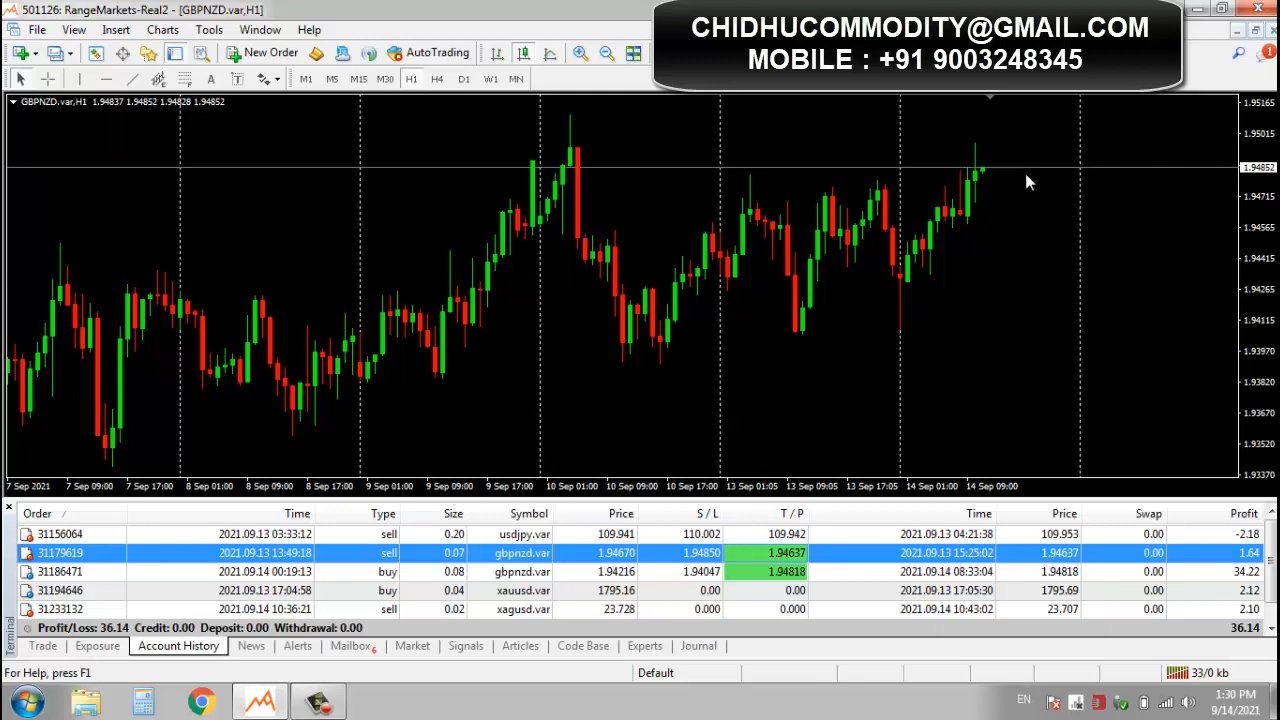 501126: RangeMarkets-Real2 - [GBPNZD.var,H1]
CHIDHUCOMMODITY@GMAIL.COM
MOBILE : +91 9003248345
File View Insert Charts Tools Window Help
New Order AutoTrading
1
A T M1 M5 M15 M30 H1 H4 D1 W1 MN
GBPNZD.var,H1 1.94837 1.94852 1.94828 1.94852
1.95165
1.95015
1.94852
1.94715
1.94565
1.94415
1.94265
1.94115
1.93970
1.93820
1.93670
1.93520
1.93370
7 Sep 2021 7 Sep 09:00 7 Sep 17:00 8 Sep 01:00 8 Sep 09:00 8 Sep 17:00 9 Sep 01:00 9 Sep 09:00 9 Sep 17:00 10 Sep 01:00 10 Sep 09:00 10 Sep 17:00 13 Sep 01:00 13 Sep 09:05 13 Sep 17:05 14 Sep 01:00 14 Sep 09:00
Order Time Type Size Symbol Price S / L T / P Time Price Swap Profit
31156064 2021.09.13 03:33:12 sell 0.20 usdjpy.var 109.941 110.002 109.942 2021.09.13 04:21:38 109.953 0.00 -2.18
31179619 2021.09.13 13:49:18 sell 0.07 gbpnzd.var 1.94670 1.94850 1.94637 2021.09.13 15:25:02 1.94637 0.00 1.64
31186471 2021.09.14 00:19:13 buy 0.08 gbpnzd.var 1.94216 1.94047 1.94818 2021.09.14 08:33:04 1.94818 0.00 34.22
31194646 2021.09.13 17:04:58 buy 0.04 xauusd.var 1795.16 0.00 0.00 2021.09.13 17:05:30 1795.69 0.00 2.12
31233132 2021.09.14 10:36:21 sell 0.02 xagusd.var 23.728 0.000 0.000 2021.09.14 10:43:02 23.707 0.00 2.10
Profit/Loss: 36.14 Credit: 0.00 Deposit: 0.00 Withdrawal: 0.00 36.14
Terminal
Trade Exposure Account History News Alerts Mailbox6 Market Signals Articles Code Base Experts Journal
For Help, press F1 Default 33/0 kb
EN 1:30 PM
9/14/2021